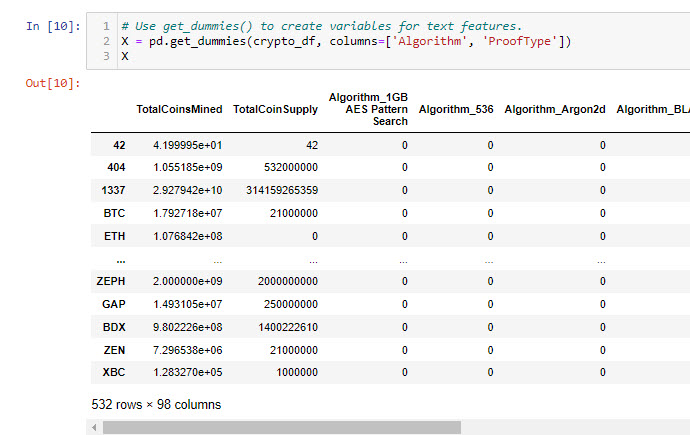 In [10]:
1 # Use get_dummies() to create variables for text features.
2 X = pd.get_dummies(crypto_df, columns=['Algorithm', 'ProofType'])
3 X
Out[10]:
TotalCoinsMined TotalCoinSupply Algorithm_1GB AES Pattern Search Algorithm_536 Algorithm_Argon2d Algorithm_BLA
42 4.199995e+01 42 0 0 0
404 1.055185e+09 532000000 0 0 0
1337 2.927942e+10 314159265359 0 0 0
BTC 1.792718e+07 21000000 0 0 0
ETH 1.076842e+08 0 0 0 0
... ... ... ... ... ...
ZEPH 2.000000e+09 2000000000 0 0 0
GAP 1.493105e+07 250000000 0 0 0
BDX 9.802226e+08 1400222610 0 0 0
ZEN 7.296538e+06 21000000 0 0 0
XBC 1.283270e+05 1000000 0 0 0
532 rows × 98 columns